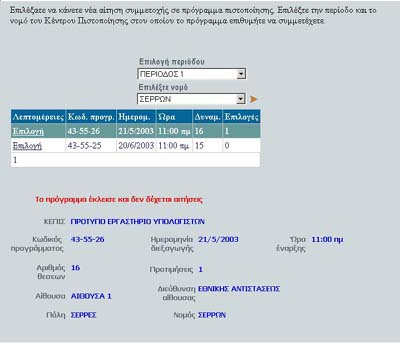 Επιλέξατε να κάνετε νέα αίτηση συμμετοχής σε πρόγραμμα πιστοποίησης. Επιλέξτε την περίοδο και το
νομό του Κέντρου Πιστοποίησης στου οποίου το πρόγραμμα επιθυμήτε να συμμετέχετε.
Επιλογή περιόδου
ΠΕΡΙΟΔΟΣ 1
Επιλέξτε νομό
ΣΕΡΡΩΝ
Λεπτομέρειες Κωδ. προγρ. Ημερομ. Ώρα Δυναμ. Επιλογές
Επιλογή 43-55-26 21/5/2003 11:00 πμ 16 1
Επιλογή 43-55-25 20/6/2003 11:00 πμ 15 0
1
Το πρόγραμμα έκλεισε και δεν δέχεται αιτήσεις
ΚΕΠΙΣ ΠΡΟΤΥΠΟ ΕΡΓΑΣΤΗΡΙΟ ΥΠΟΛΟΓΙΣΤΩΝ
Κωδικός προγράμματος 43-55-26 Ημερομηνία διεξαγωγής 21/5/2003 Ώρα έναρξης 11:00 πμ
Αριθμός θεσεων 16 Προτιμήσεις 1
Αίθουσα ΑΙΘΟΥΣΑ 1 Διεύθυνση αίθουσας ΕΘΝΙΚΗΣ ΑΝΤΙΣΤΑΣΕΩΣ
Πόλη ΣΕΡΡΕΣ Νομός ΣΕΡΡΩΝ